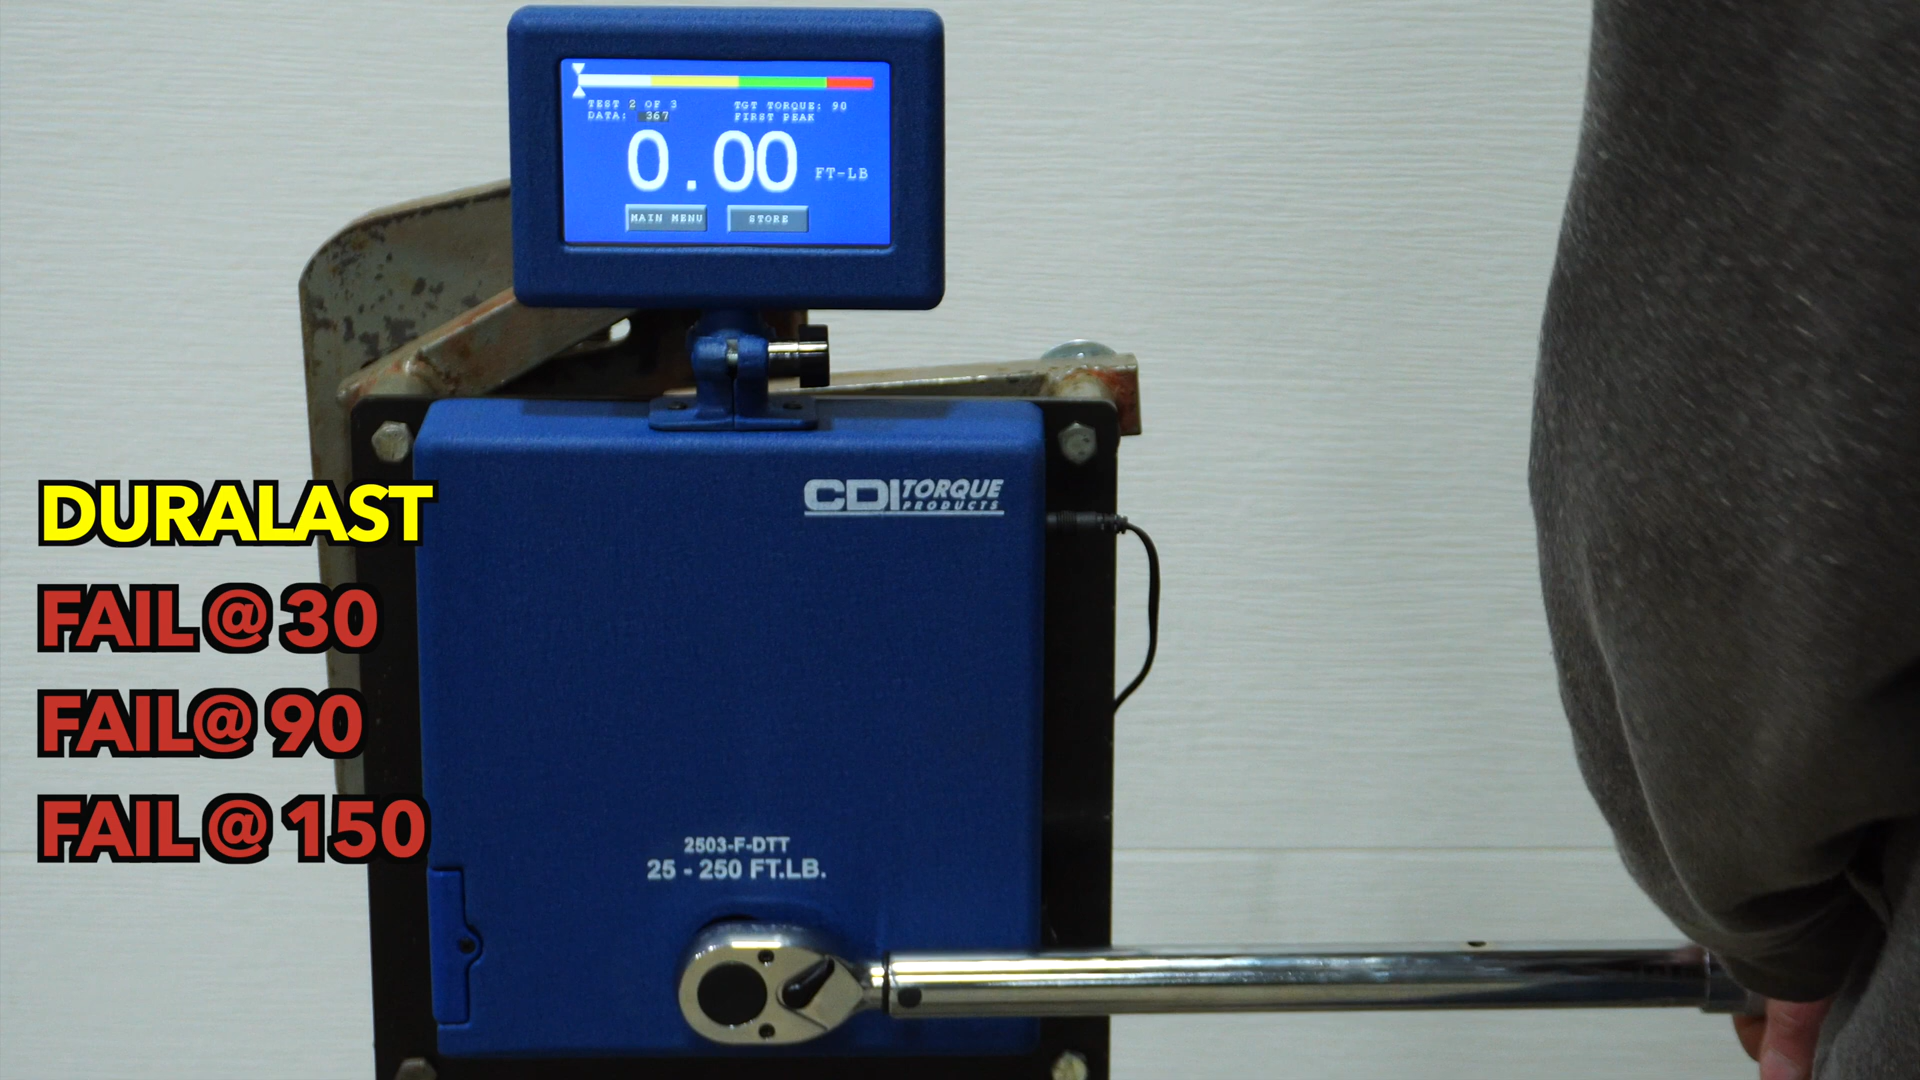 TEST 2 OF 3
TGT TORQUE: 90
DATA: 367
FIRST PEAK
0.00 FT-LB
MAIN MENU
STORE
CDI TORQUE PRODUCTS
DURALAST
FAIL @ 30
FAIL@ 90
FAIL @ 150
2503-F-DTT
25 - 250 FT.LB.